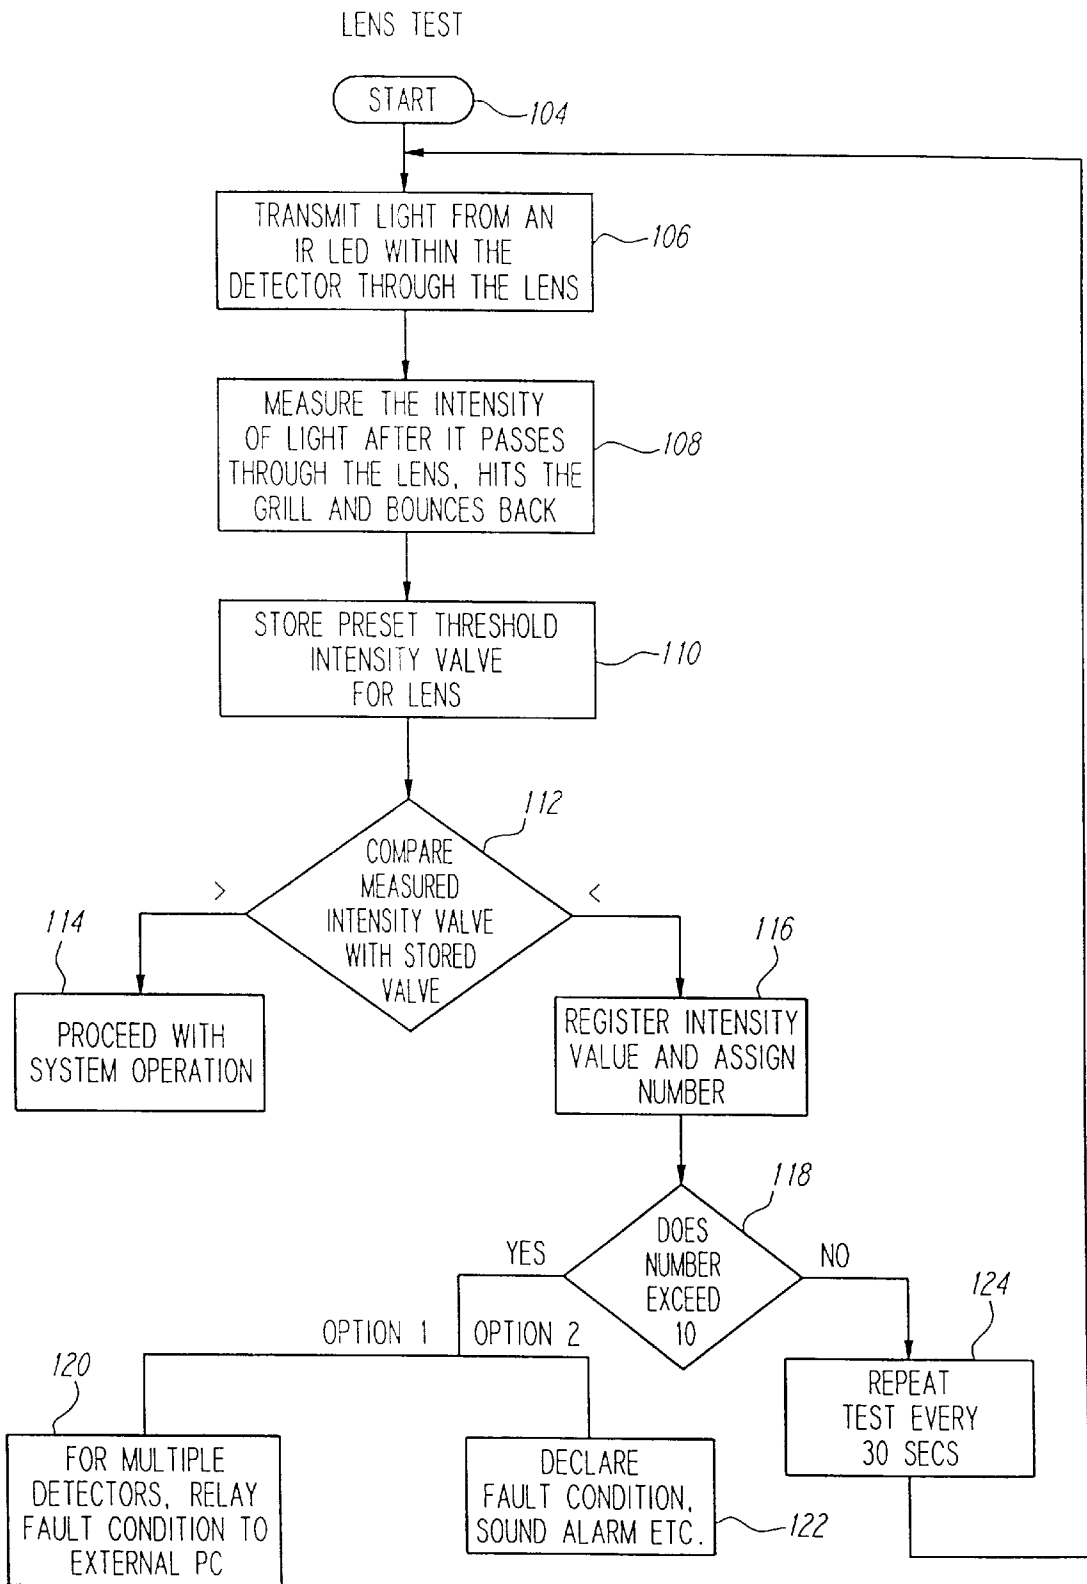 LENS TEST
START
104
TRANSMIT LIGHT FROM AN
IR LED WITHIN THE
DETECTOR THROUGH THE LENS
106
MEASURE THE INTENSITY
OF LIGHT AFTER IT PASSES
THROUGH THE LENS, HITS THE
GRILL AND BOUNCES BACK
108
STORE PRESET THRESHOLD
INTENSITY VALVE
FOR LENS
110
112
COMPARE
MEASURED
INTENSITY VALVE
WITH STORED
VALVE
>
<
114
PROCEED WITH
SYSTEM OPERATION
116
REGISTER INTENSITY
VALUE AND ASSIGN
NUMBER
118
DOES
NUMBER
EXCEED
10
YES
NO
OPTION 1
OPTION 2
120
FOR MULTIPLE
DETECTORS, RELAY
FAULT CONDITION TO
EXTERNAL PC
DECLARE
FAULT CONDITION,
SOUND ALARM ETC.
122
124
REPEAT
TEST EVERY
30 SECS